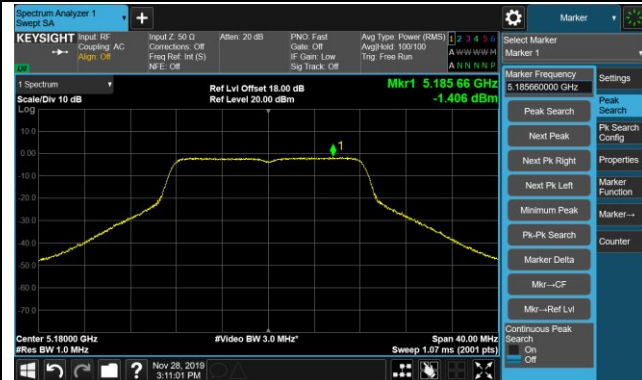 Spectrum Analyzer 1
Swept SA
Marker
KEYSIGHT
Input: RF
Coupling: AC
Align: Off
Input Z: 50 Ω
Corrections: Off
Freq Ref: Int (S)
NFE: Off
Atten: 20 dB
PNO: Fast
Gate: Off
IF Gain: Low
Sig Track: Off
Avg Type: Power (RMS)
Avg|Hold: 100/100
Trig: Free Run
1 2 3 4 5 6
A W W W W M
A N N N N P
Select Marker
Marker 1
1 Spectrum
Ref Lvl Offset 18.00 dB
Mkr1 5.185 66 GHz
Scale/Div 10 dB
Ref Level 20.00 dBm
-1.406 dBm
Log
10.0
0.00
-10.0
-20.0
-30.0
-40.0
-50.0
-60.0
-70.0
1
Center 5.18000 GHz
#Video BW 3.0 MHz*
Span 40.00 MHz
#Res BW 1.0 MHz
Sweep 1.07 ms (2001 pts)
Marker Frequency
5.185660000 GHz
Peak Search
Next Peak
Next Pk Right
Next Pk Left
Minimum Peak
Pk-Pk Search
Marker Delta
Mkr→CF
Mkr→Ref Lvl
Continuous Peak
Search
On
Off
Settings
Peak
Search
Pk Search
Config
Properties
Marker
Function
Marker→
Counter
Nov 28, 2019
3:11:01 PM